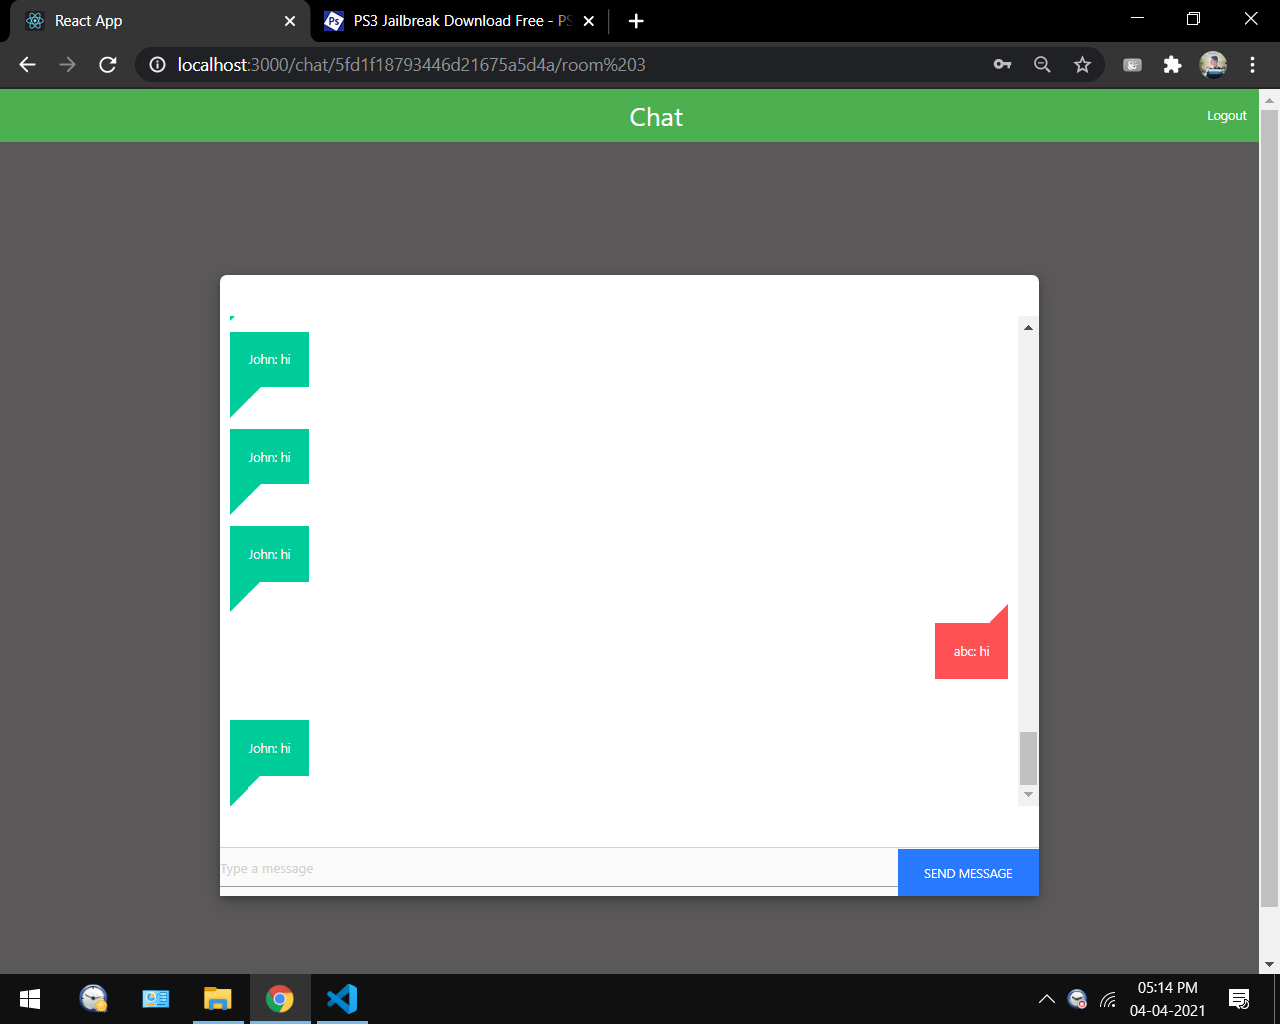 React App
PS3 Jailbreak Download Free - PS
localhost:3000/chat/5fd1f18793446d21675a5d4a/room%203
Chat
Logout
John: hi
John: hi
John: hi
abc: hi
John: hi
Type a message
SEND MESSAGE
05:14 PM
04-04-2021